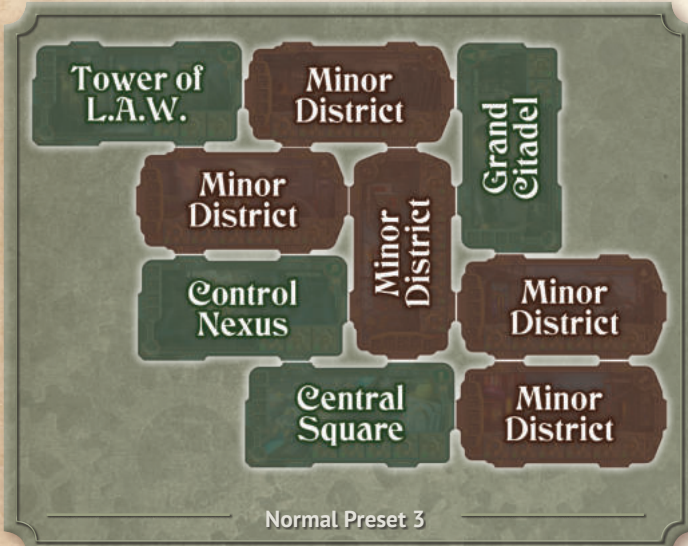 Tower of
L.A.W.
Minor
District
Grand
Citadel
Minor
District
Minor
District
Control
Nexus
Minor
District
Central
Square
Minor
District
Normal Preset 3